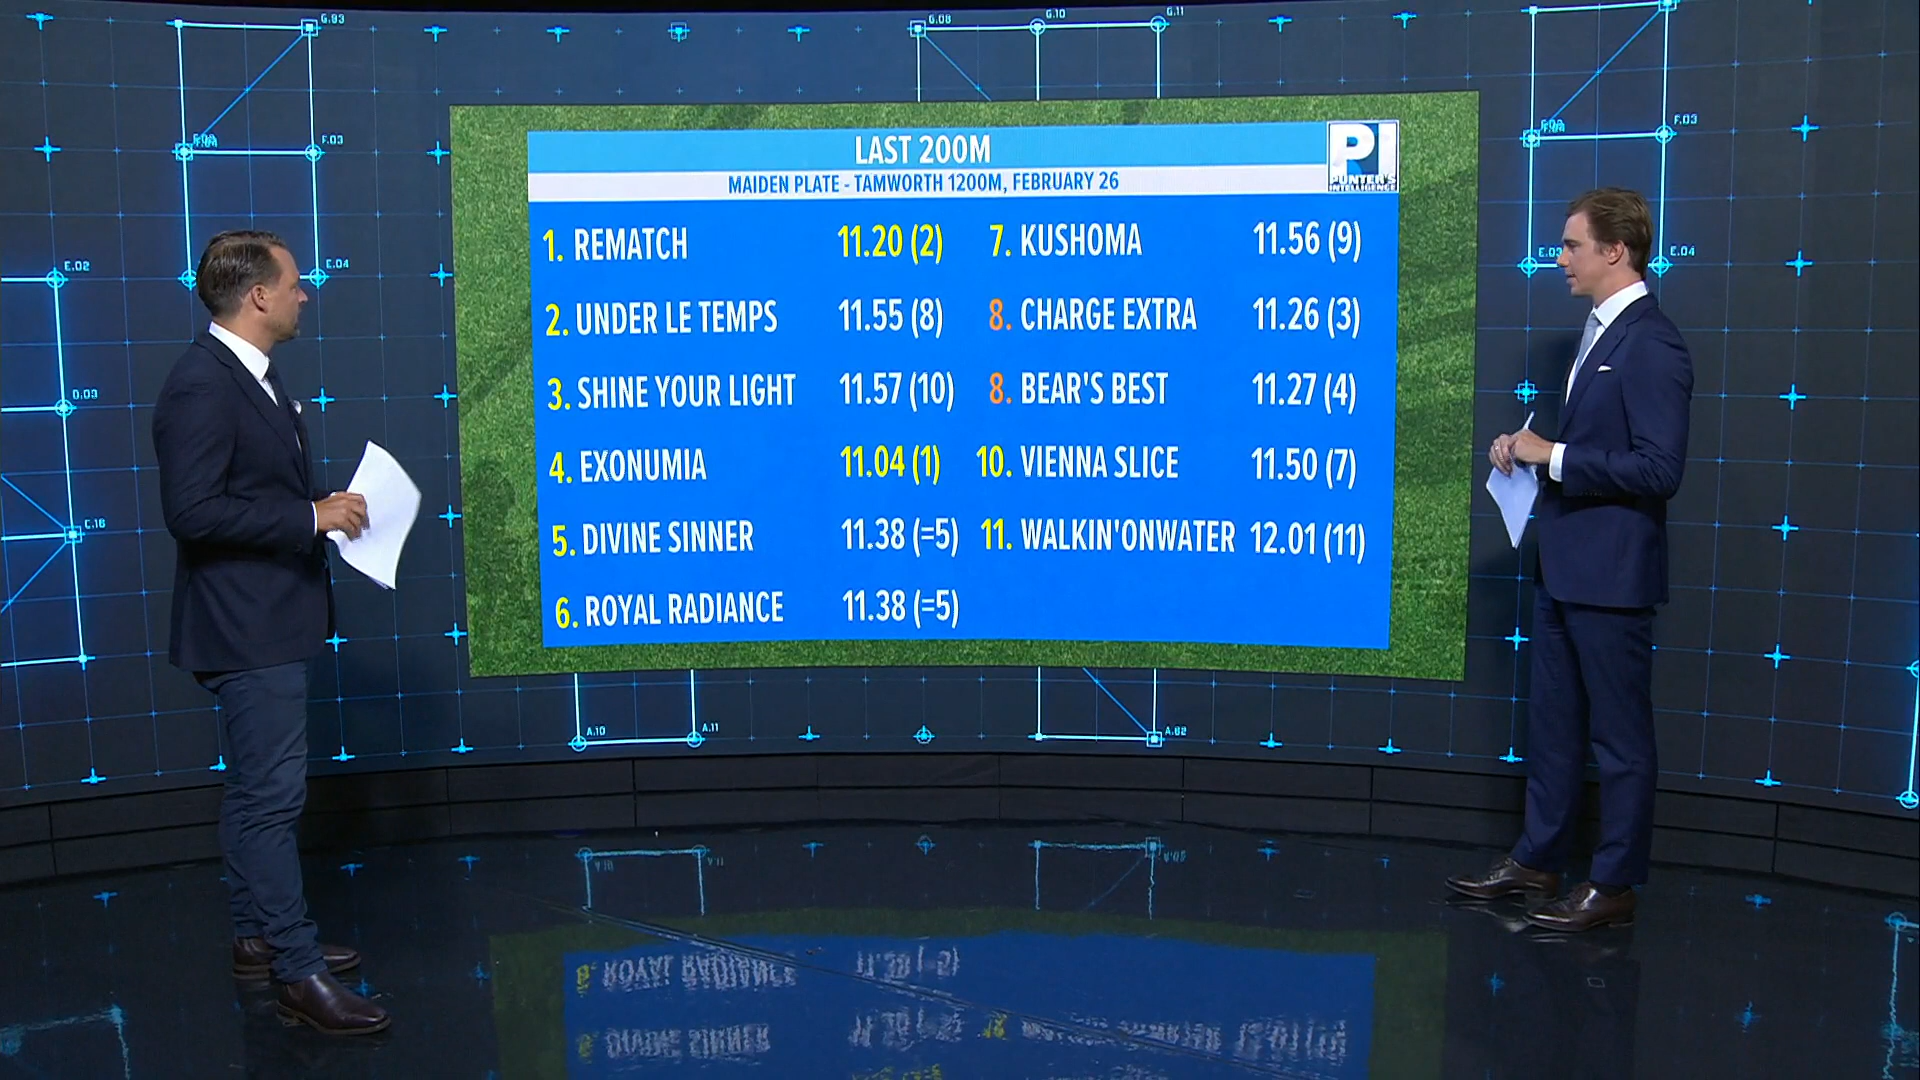 G.93
G.08
G.10
G.11
F.03
F.03
E.02
E.04
E.03
E.04
D.03
C.16
LAST 200M
PI
PUNTER'S
INTELLIGENCE
MAIDEN PLATE - TAMWORTH 1200M, FEBRUARY 26
1. REMATCH 11.20 (2)
2. UNDER LE TEMPS 11.55 (8)
3. SHINE YOUR LIGHT 11.57 (10)
4. EXONUMIA 11.04 (1)
5. DIVINE SINNER 11.38 (=5)
6. ROYAL RADIANCE 11.38 (=5)
7. KUSHOMA 11.56 (9)
8. CHARGE EXTRA 11.26 (3)
8. BEAR'S BEST 11.27 (4)
10. VIENNA SLICE 11.50 (7)
11. WALKIN'ONWATER 12.01 (11)
A.10
A.11
A.82